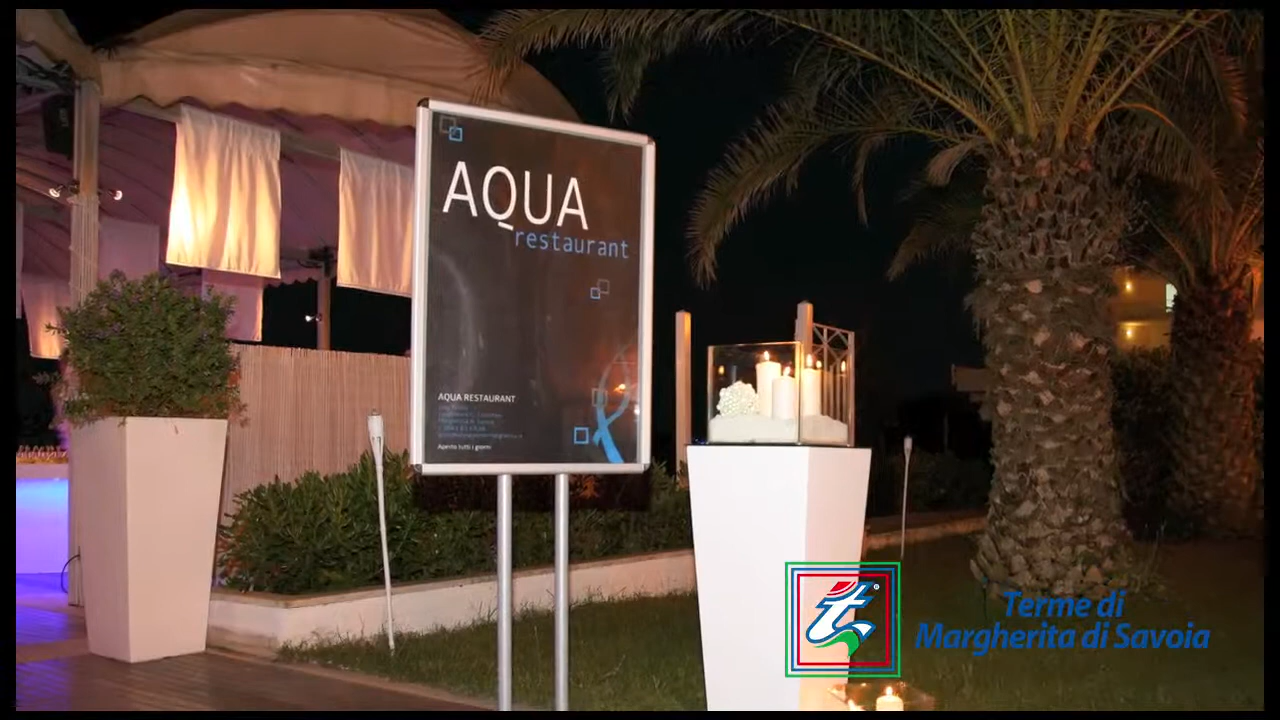 AQUA
restaurant
AQUA RESTAURANT
Aperto tutti i giorni
Terme di
Margherita di Savoia